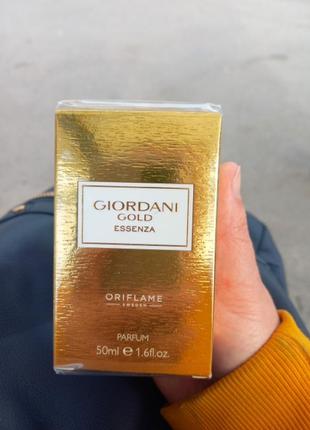 GIORDANI
GOLD
ESSENZA
ORIFLAME
SWEDEN
PARFUM
50ml ℮ 1.6fl.oz.